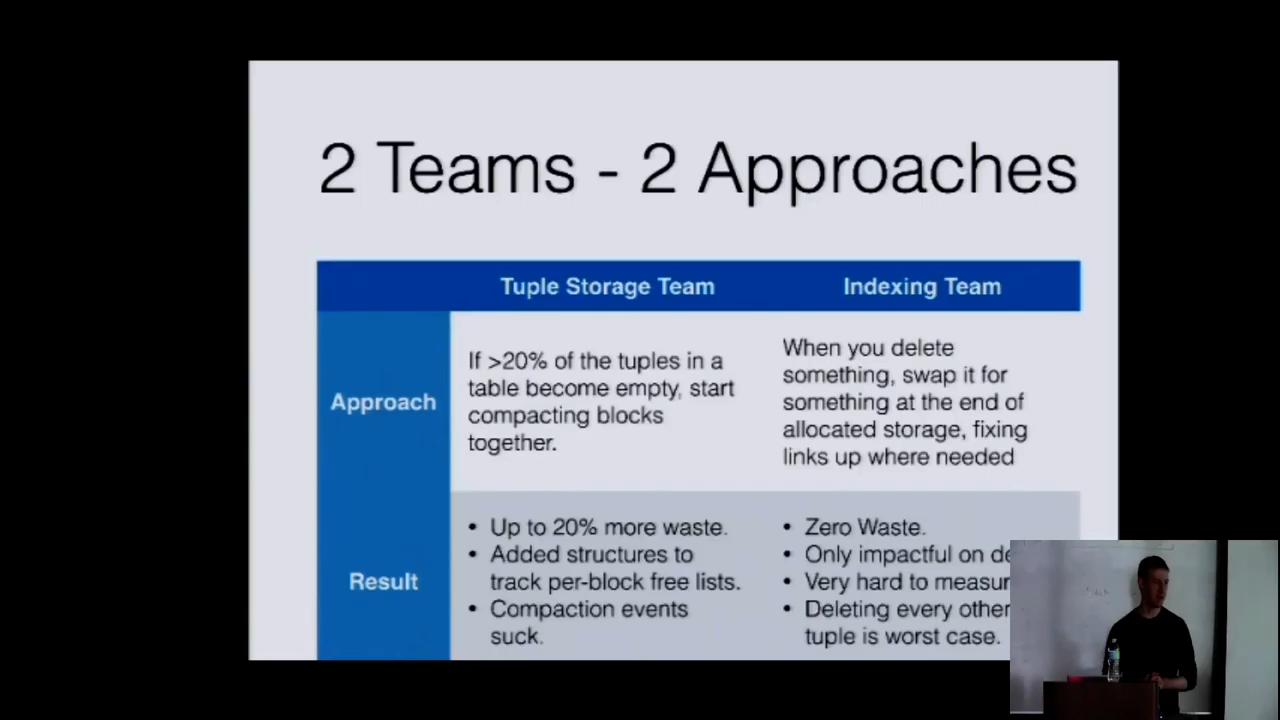 2 Teams - 2 Approaches
Tuple Storage Team
Indexing Team
Approach
If >20% of the tuples in a
table become empty, start
compacting blocks
together.
When you delete
something, swap it for
something at the end of
allocated storage, fixing
links up where needed
Result
• Up to 20% more waste.
• Added structures to
track per-block free lists.
• Compaction events
suck.
• Zero Waste.
• Only impactful on
• Very hard to
• Deleting every other
tuple is worst case.